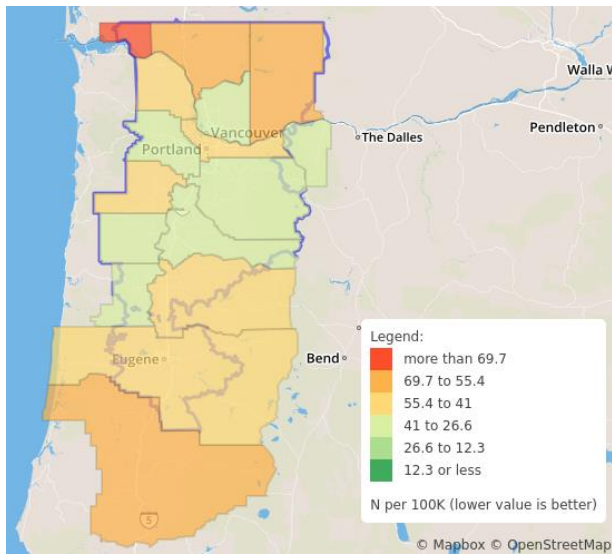 Walla W
Pendleton
The Dalles
Vancouver
Portland
Eugene
Bend
5
Legend:
more than 69.7
69.7 to 55.4
55.4 to 41
41 to 26.6
26.6 to 12.3
12.3 or less
N per 100K (lower value is better)
© Mapbox © OpenStreetMap